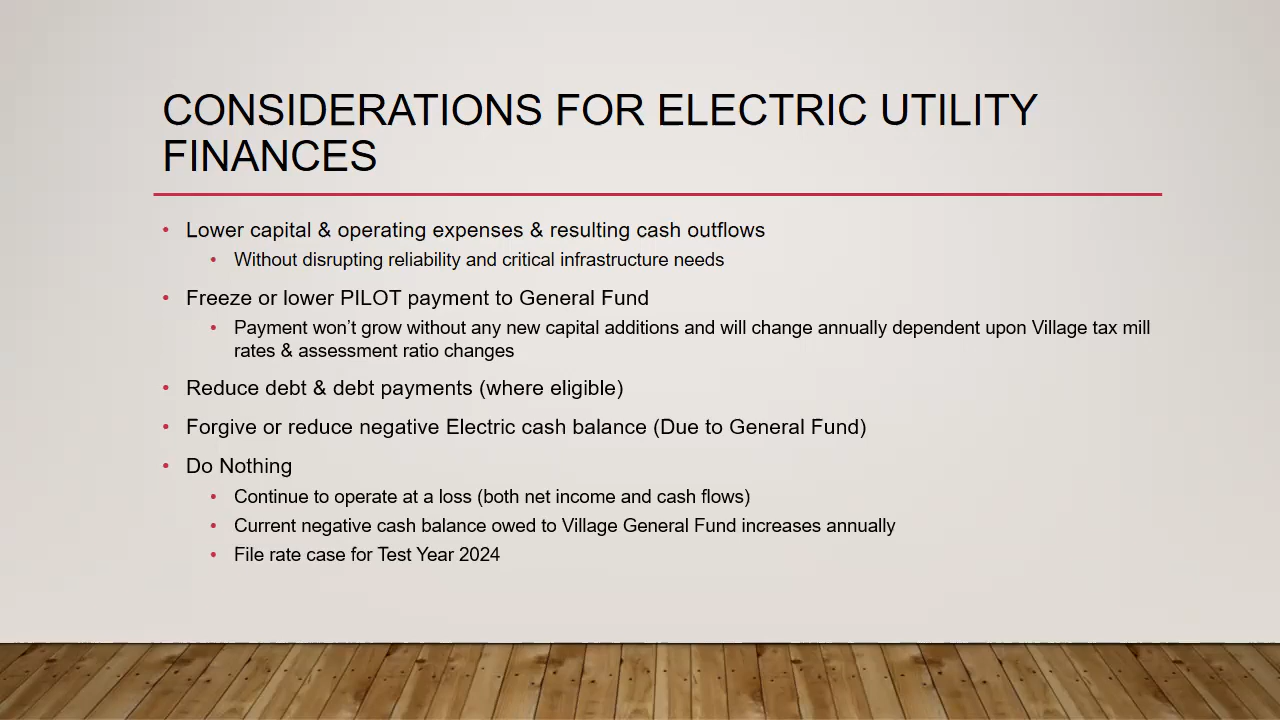 CONSIDERATIONS FOR ELECTRIC UTILITY
FINANCES
• Lower capital & operating expenses & resulting cash outflows
• Without disrupting reliability and critical infrastructure needs
• Freeze or lower PILOT payment to General Fund
• Payment won’t grow without any new capital additions and will change annually dependent upon Village tax mill
rates & assessment ratio changes
• Reduce debt & debt payments (where eligible)
• Forgive or reduce negative Electric cash balance (Due to General Fund)
• Do Nothing
• Continue to operate at a loss (both net income and cash flows)
• Current negative cash balance owed to Village General Fund increases annually
• File rate case for Test Year 2024